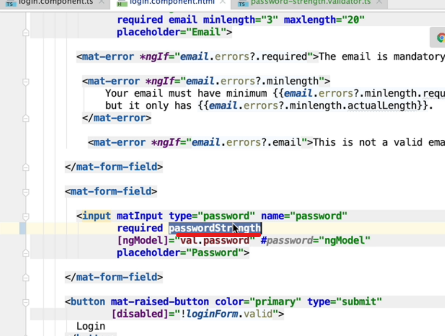 login.component.ts login.component.html password-strength.validator.ts
required email minlength="3" maxlength="20"
placeholder="Email">
<mat-error *ngIf="email.errors?.required">The email is mandatory
<mat-error *ngIf="email.errors?.minlength">
Your email must have minimum {{email.errors?.minlength.requ
but it only has {{email.errors?.minlength.actualLength}}.
</mat-error>
<mat-error *ngIf="email.errors?.email">This is not a valid ema
</mat-form-field>
<mat-form-field>
<input matInput type="password" name="password"
required passwordStrength
[ngModel]="val.password" #password="ngModel"
placeholder="Password">
</mat-form-field>
<button mat-raised-button color="primary" type="submit"
[disabled]="!loginForm.valid">
Login